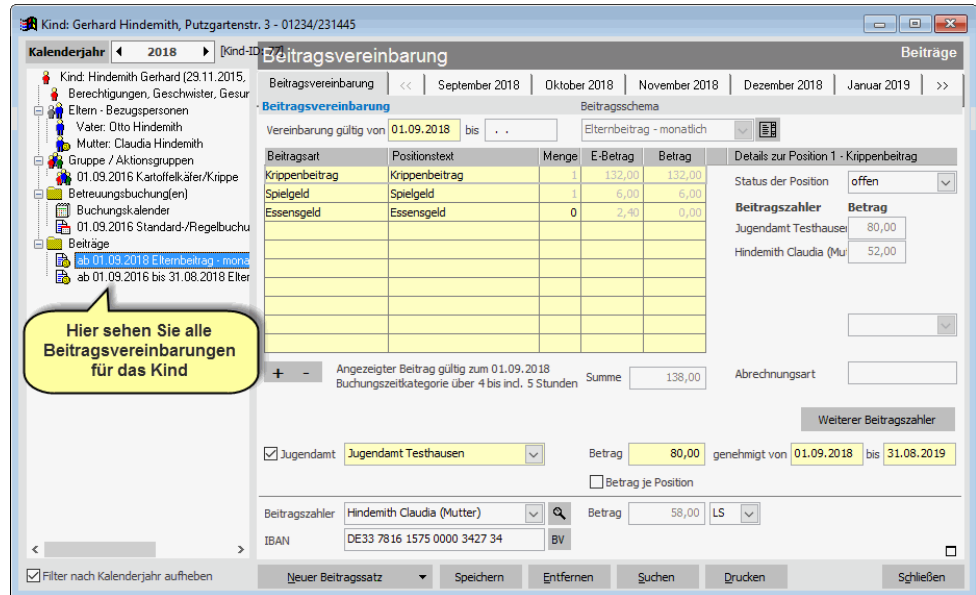 Kind: Gerhard Hindemith, Putzgartenstr. 3 - 01234/231445
Kalenderjahr 2018 [Kind-ID:
Beitragsvereinbarung Beiträge
Kind: Hindemith Gerhard (29.11.2015,
Berechtigungen, Geschwister, Gesur
Eltern - Bezugspersonen
Vater: Otto Hindemith
Mutter: Claudia Hindemith
Gruppe / Aktionsgruppen
01.09.2016 Kartoffelkäfer/Krippe
Betreuungsbuchung(en)
Buchungskalender
01.09.2016 Standard-/Regelbuchu
Beiträge
ab 01.09.2018 Elternbeitrag - mona
ab 01.09.2016 bis 31.08.2018 Elter
Hier sehen Sie alle
Beitragsvereinbarungen
für das Kind
Filter nach Kalenderjahr aufheben
Beitragsvereinbarung << September 2018 Oktober 2018 November 2018 Dezember 2018 Januar 2019 >>
Beitragsvereinbarung Beitragsschema
Vereinbarung gültig von 01.09.2018 bis . . Elternbeitrag - monatlich
Beitragsart Positionstext Menge E-Betrag Betrag Details zur Position 1 - Krippenbeitrag
Krippenbeitrag Krippenbeitrag 1 132,00 132,00
Spielgeld Spielgeld 1 6,00 6,00
Essensgeld Essensgeld 0 2,40 0,00
Status der Position offen
Beitragszahler Betrag
Jugendamt Testhauser 80,00
Hindemith Claudia (Mu 52,00
+ - Angezeigter Beitrag gültig zum 01.09.2018
Buchungszeitkategorie über 4 bis incl. 5 Stunden Summe 138,00 Abrechnungsart
Weiterer Beitragszahler
Jugendamt Jugendamt Testhausen Betrag 80,00 genehmigt von 01.09.2018 bis 31.08.2019
Betrag je Position
Beitragszahler Hindemith Claudia (Mutter) Betrag 58,00 LS
IBAN DE33 7816 1575 0000 3427 34 BV
Neuer Beitragssatz Speichern Entfernen Suchen Drucken Schließen